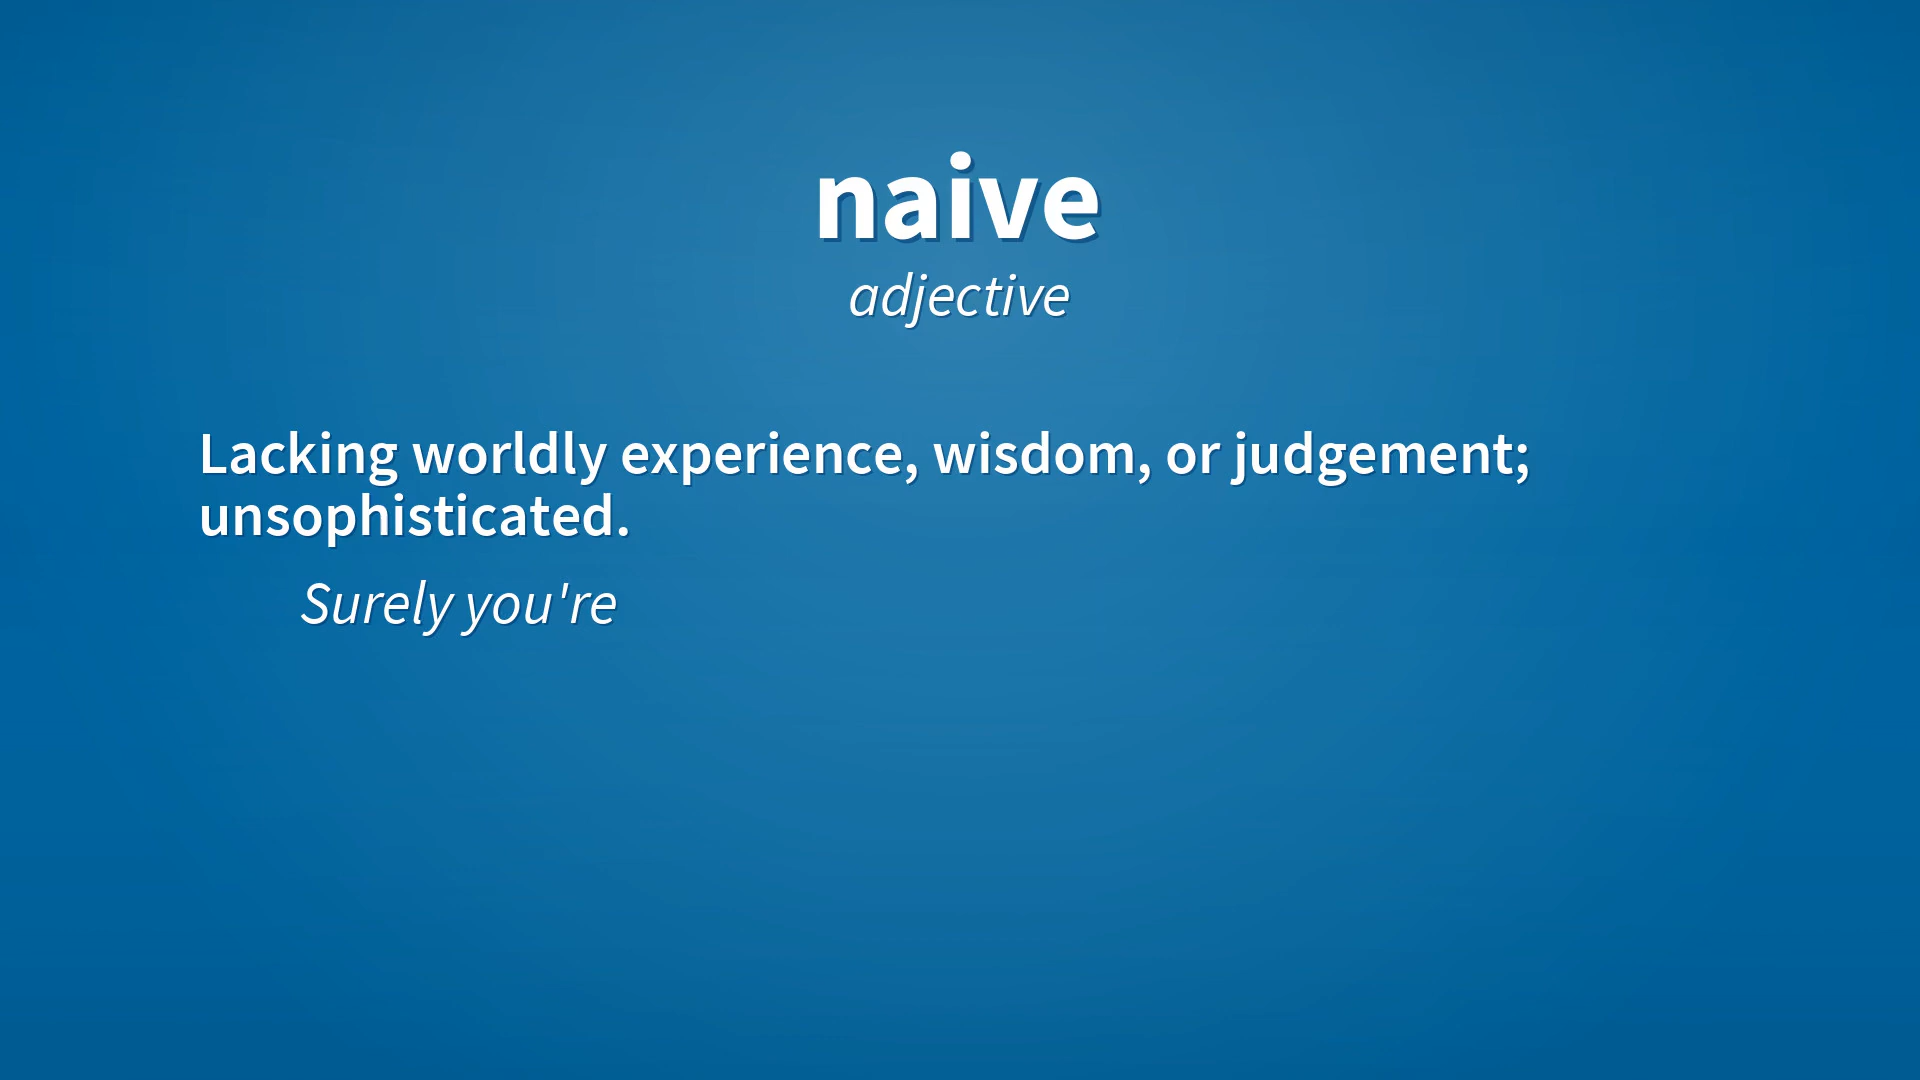 naive
adjective
Lacking worldly experience, wisdom, or judgement;
unsophisticated.
Surely you're